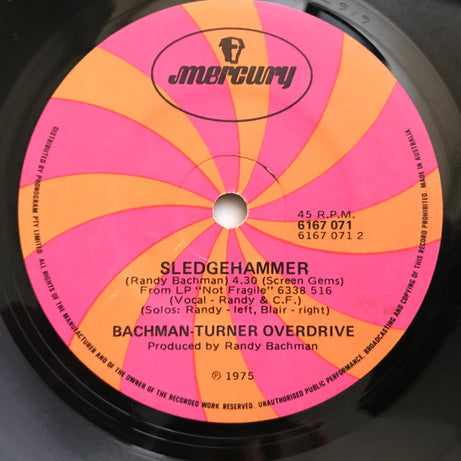 mercury
45 R.P.M.
6167 071
6167 071 2
SLEDGEHAMMER
(Randy Bachman) 4.30 (Screen Gems)
From LP "Not Fragile" 6338 516
(Vocal - Randy & C.F.)
(Solos: Randy - left, Blair - right)
BACHMAN-TURNER OVERDRIVE
Produced by Randy Bachman
℗ 1975
DISTRIBUTED BY PHONOGRAM PTY LIMITED. ALL RIGHTS OF THE MANUFACTURER AND OF THE OWNER OF THE RECORDED WORK RESERVED. UNAUTHORISED PUBLIC PERFORMANCE, BROADCASTING AND COPYING OF THIS RECORD PROHIBITED. MADE IN AUSTRALIA.